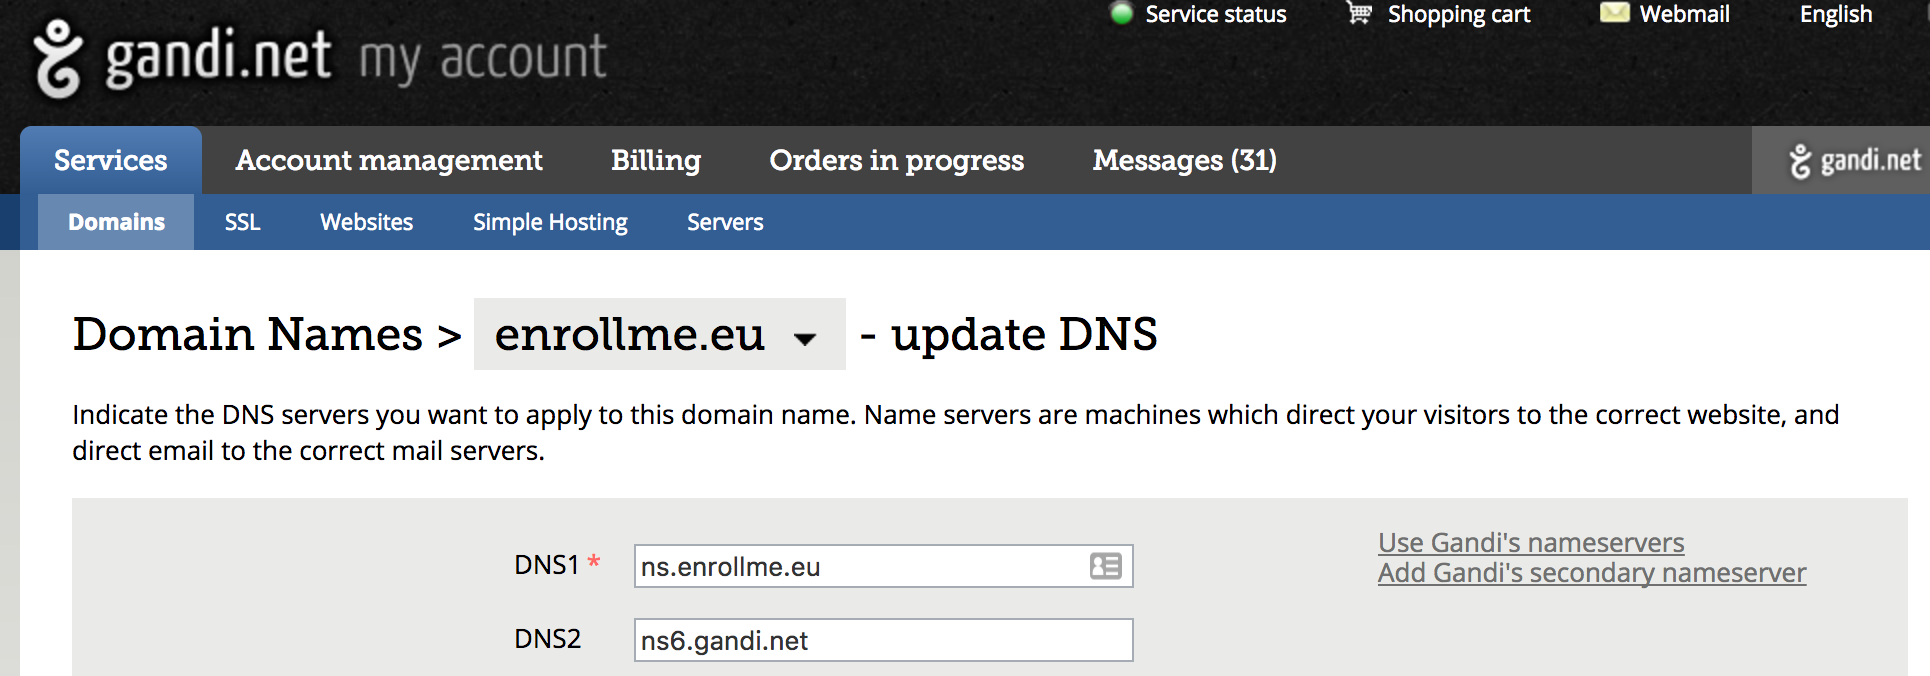 Service status Shopping cart Webmail English
gandi.net my account
Services Account management Billing Orders in progress Messages (31) gandi.net
Domains SSL Websites Simple Hosting Servers
Domain Names > enrollme.eu - update DNS
Indicate the DNS servers you want to apply to this domain name. Name servers are machines which direct your visitors to the correct website, and
direct email to the correct mail servers.
DNS1 * ns.enrollme.eu
Use Gandi's nameservers
Add Gandi's secondary nameserver
DNS2 ns6.gandi.net